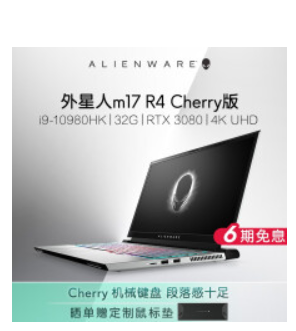 ALIENWARE
外星人m17 R4 Cherry版
i9-10980HK|32G|RTX 3080|4K UHD
6期免息
Cherry 机械键盘 段落感十足
晒单赠定制鼠标垫